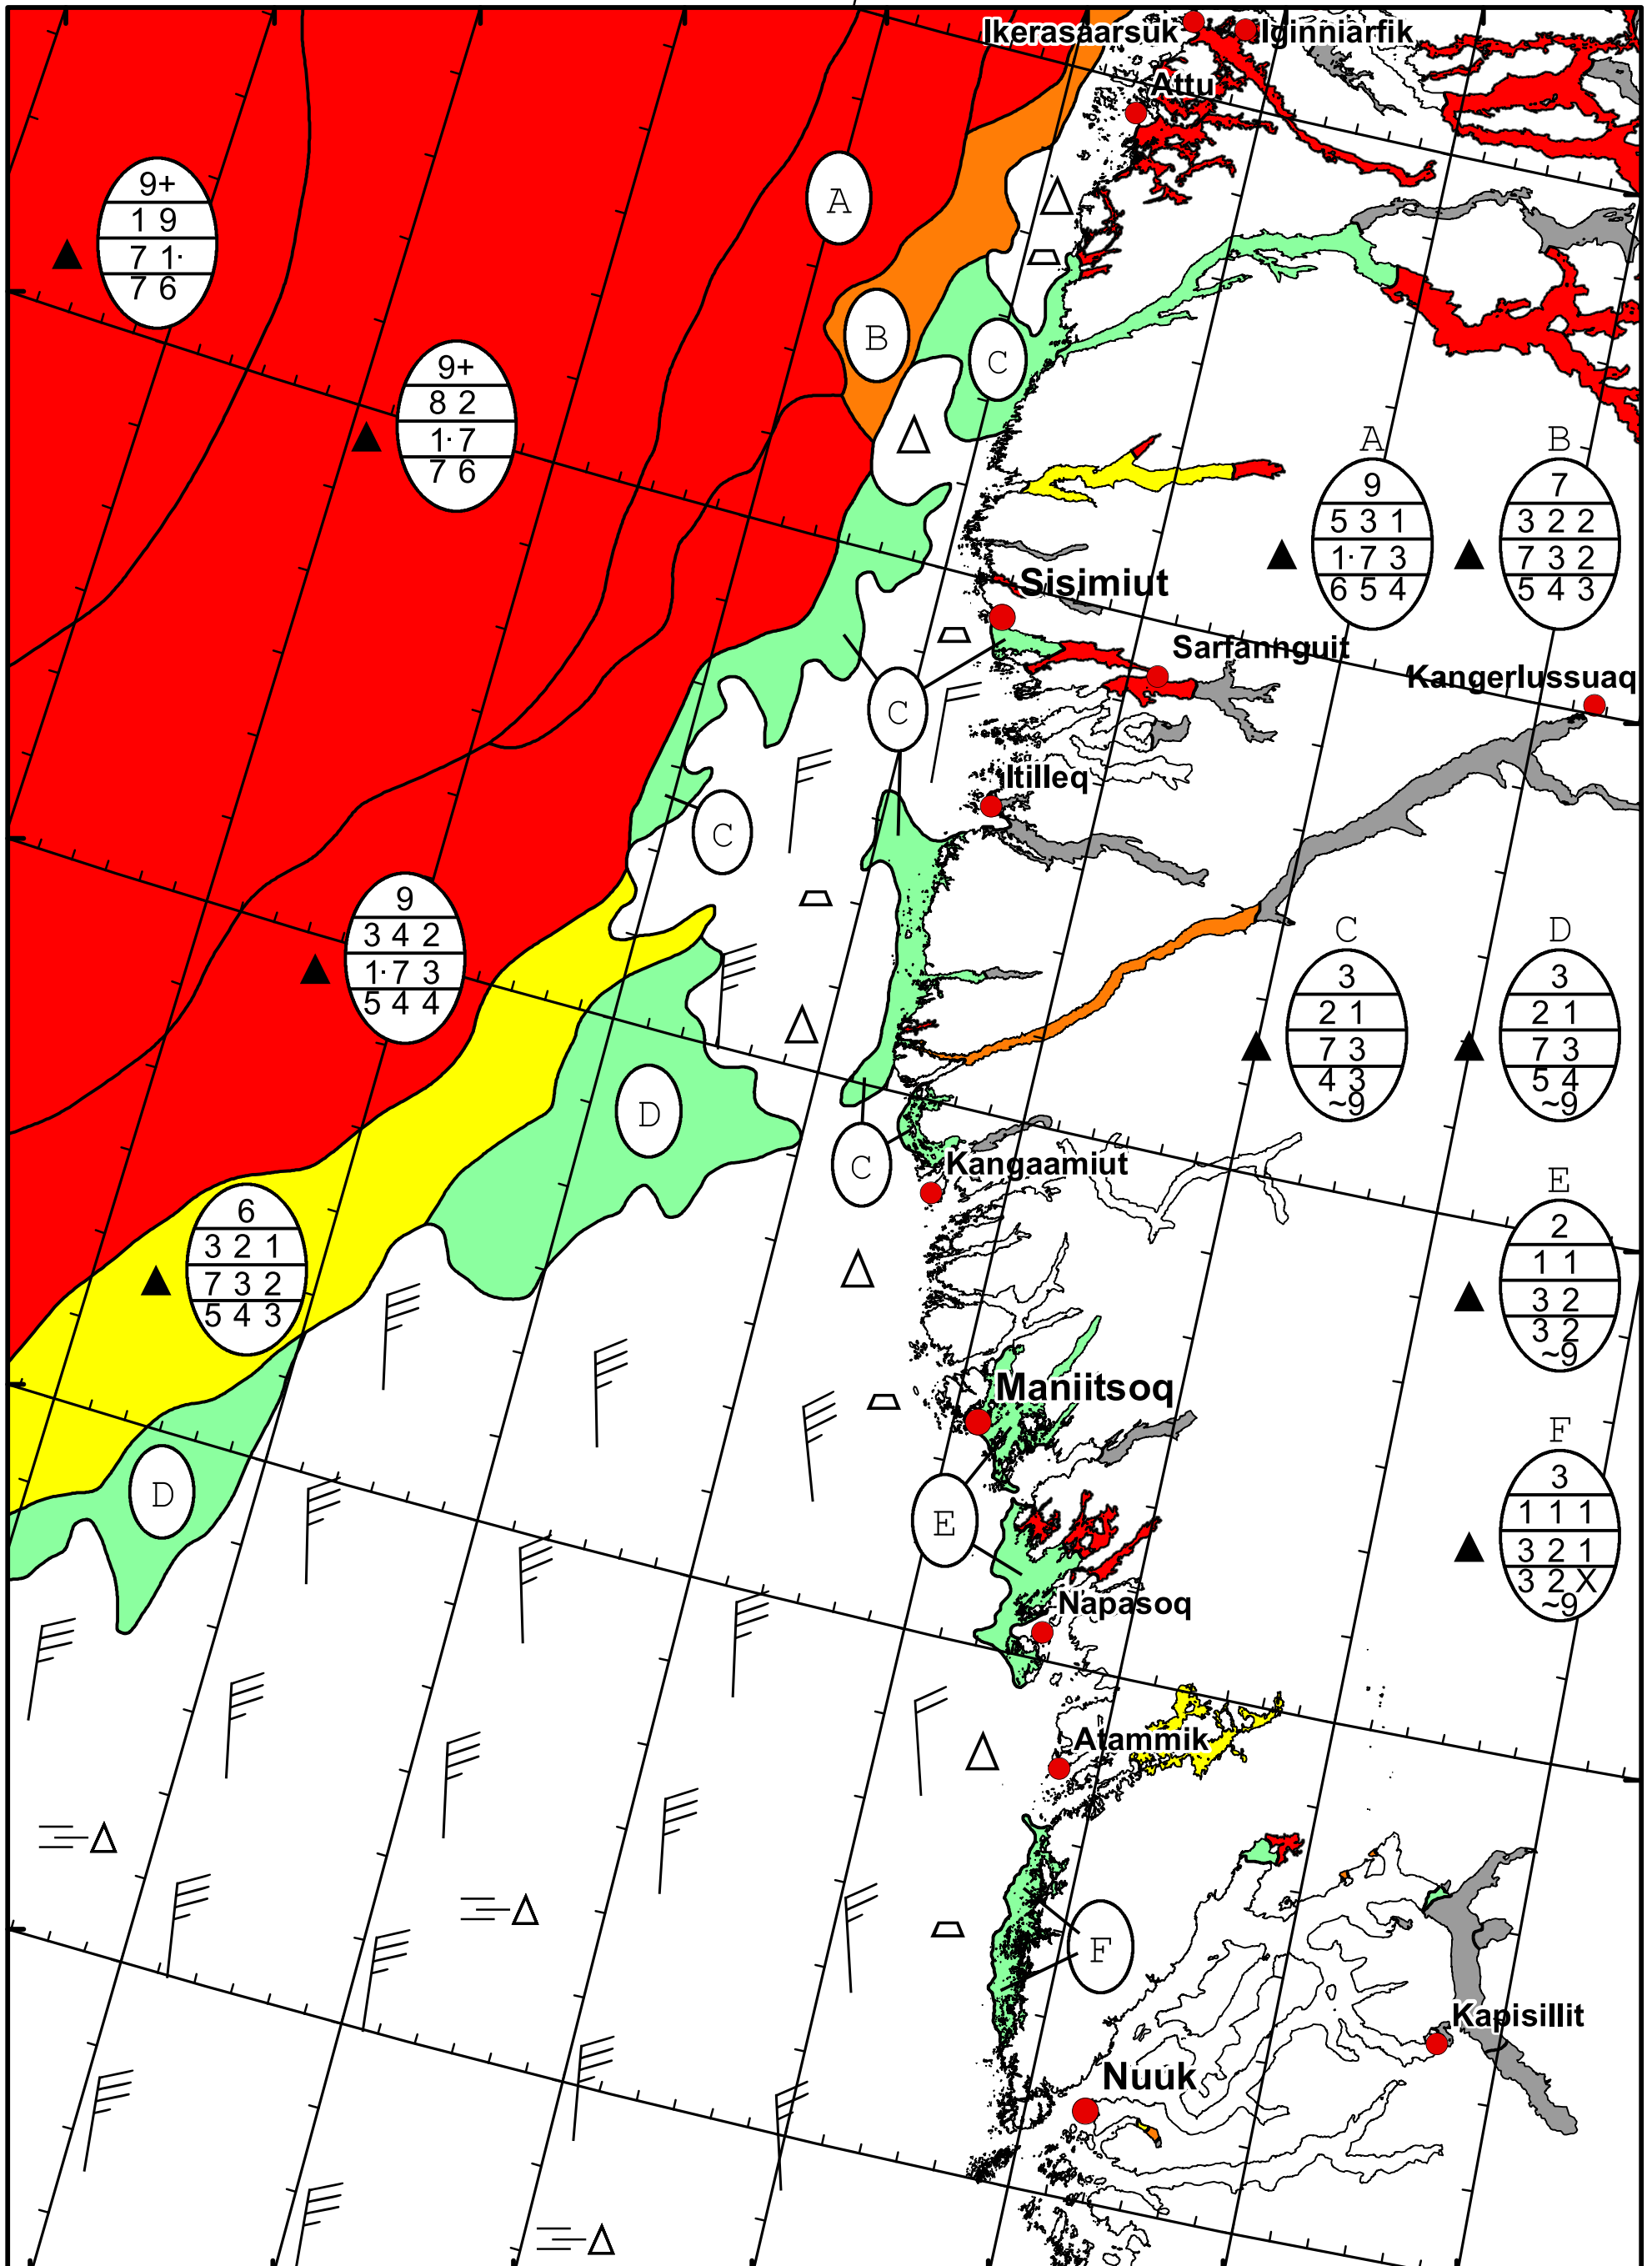 Ikerasaarsuk
Iginniarfik
Attu
9+
1 9
7 1·
7 6
A
B
C
9+
8 2
1· 7
7 6
A
9
5 3 1
1· 7 3
6 5 4
B
7
3 2 2
7 3 2
5 4 3
Sisimiut
Sarfannguit
Kangerlussuaq
C
Itilleq
C
9
3 4 2
1· 7 3
5 4 4
C
3
2 1
7 3
4 3
~9
D
3
2 1
7 3
5 4
~9
D
C
Kangaamiut
6
3 2 1
7 3 2
5 4 3
E
2
1 1
3 2
3 2
~9
Maniitsoq
D
E
F
3
1 1 1
3 2 1
3 2 X
~9
Napasoq
Atammik
F
Kapisillit
Nuuk